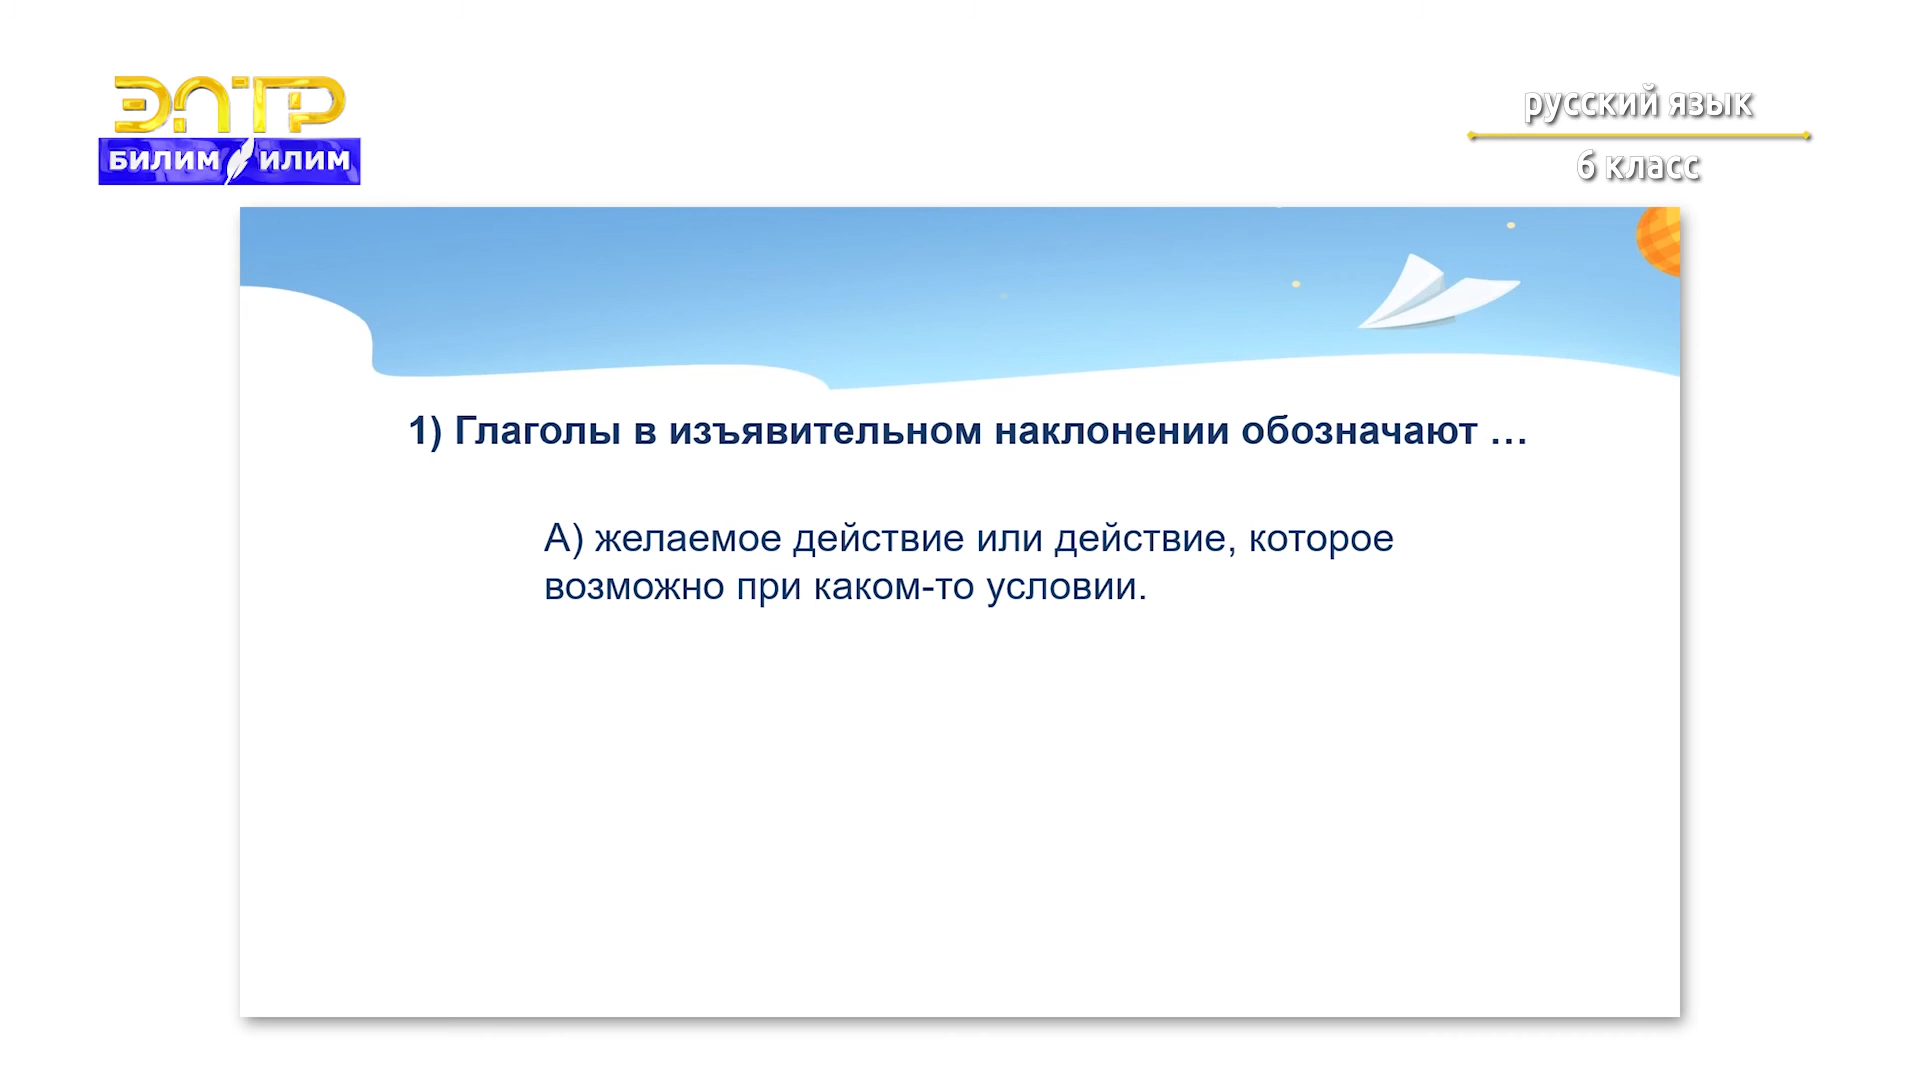 ЭЛТР
БИЛИМ ИЛИМ
русский язык
6 класс
1) Глаголы в изъявительном наклонении обозначают …
А) желаемое действие или действие, которое
возможно при каком-то условии.